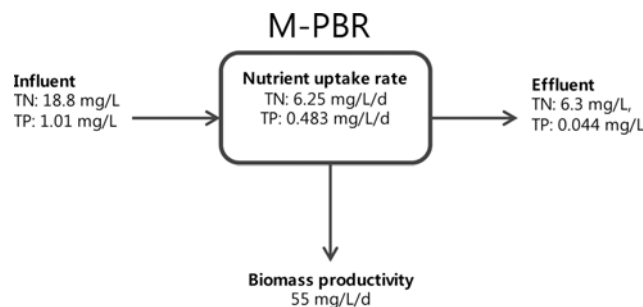 M-PBR
Influent
TN: 18.8 mg/L
TP: 1.01 mg/L
Nutrient uptake rate
TN: 6.25 mg/L/d
TP: 0.483 mg/L/d
Effluent
TN: 6.3 mg/L,
TP: 0.044 mg/L
Biomass productivity
55 mg/L/d